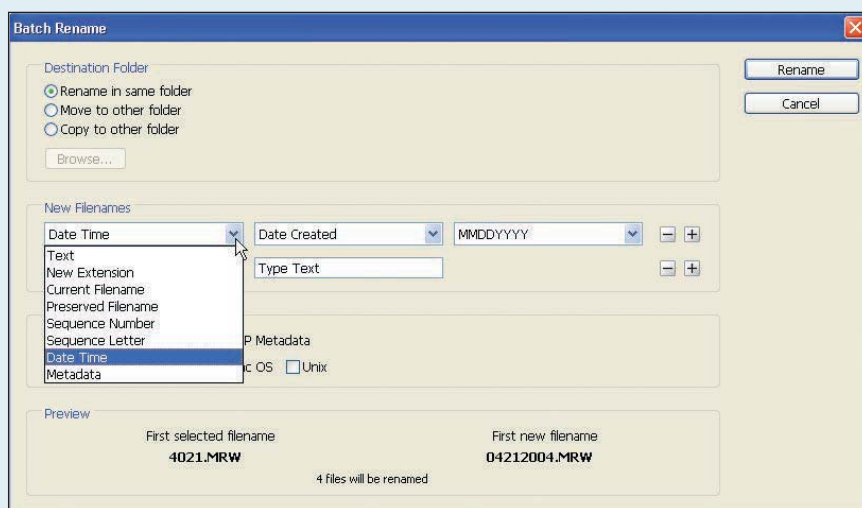 Batch Rename
Destination Folder
Rename in same folder
Move to other folder
Copy to other folder
Browse...
Rename
Cancel
New Filenames
Date Time
Date Created
MMDDYYYY
Text
New Extension
Current Filename
Preserved Filename
Sequence Number
Sequence Letter
Date Time
Metadata
Type Text
P Metadata
c OS
Unix
Preview
First selected filename
First new filename
4021.MRW
04212004.MRW
4 files will be renamed